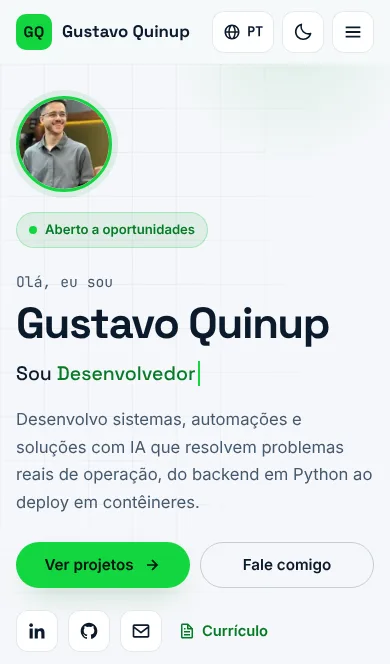 GQ Gustavo Quinup PT
Aberto a oportunidades
Olá, eu sou
Gustavo Quinup
Sou Desenvolvedor
Desenvolvo sistemas, automações e
soluções com IA que resolvem problemas
reais de operação, do backend em Python ao
deploy em contêineres.
Ver projetos → Fale comigo
in Currículo